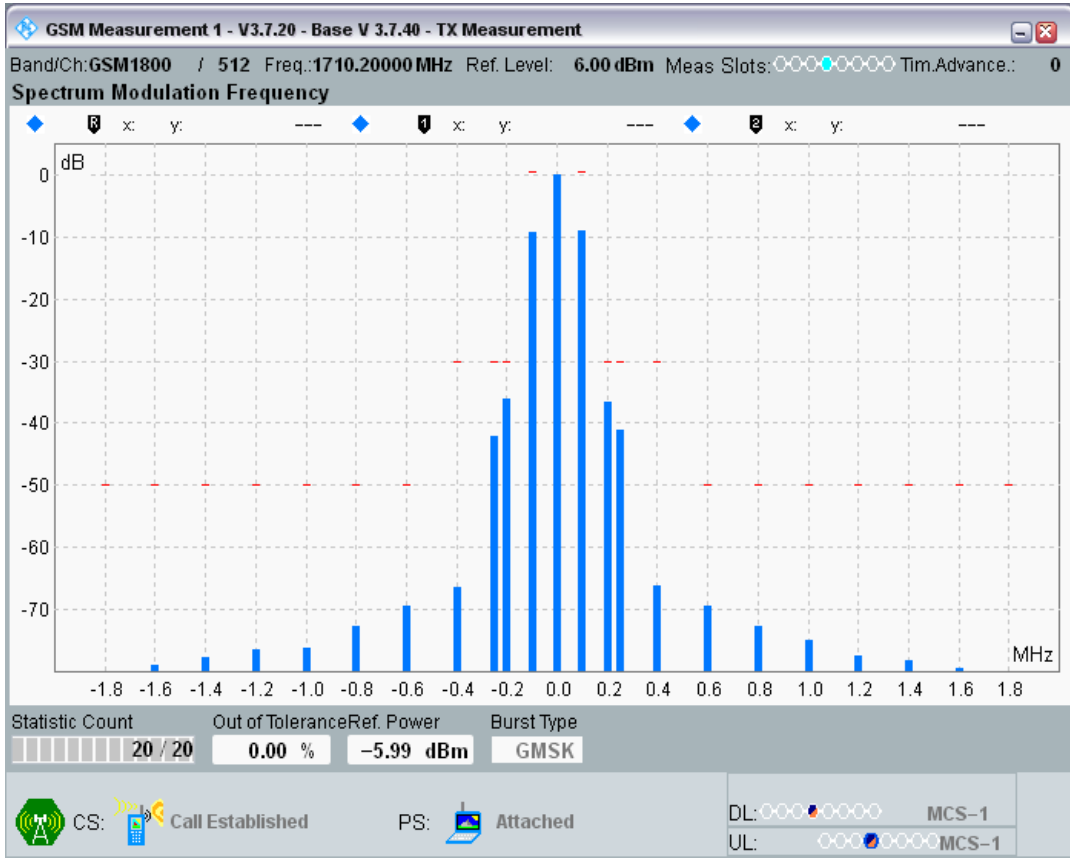 GSM Measurement 1 - V3.7.20 - Base V 3.7.40 - TX Measurement
Band/Ch:GSM1800 / 512 Freq.:1710.20000 MHz Ref. Level: 6.00 dBm Meas Slots: Tim.Advance.: 0
Spectrum Modulation Frequency
R x: y: --- 1 x: y: --- 2 x: y: ---
dB
0
-10
-20
-30
-40
-50
-60
-70
MHz
-1.8 -1.6 -1.4 -1.2 -1.0 -0.8 -0.6 -0.4 -0.2 0.0 0.2 0.4 0.6 0.8 1.0 1.2 1.4 1.6 1.8
Statistic Count Out of Tolerance Ref. Power Burst Type
20 / 20 0.00 % −5.99 dBm GMSK
CS: Call Established PS: Attached
DL: MCS−1
UL: MCS−1